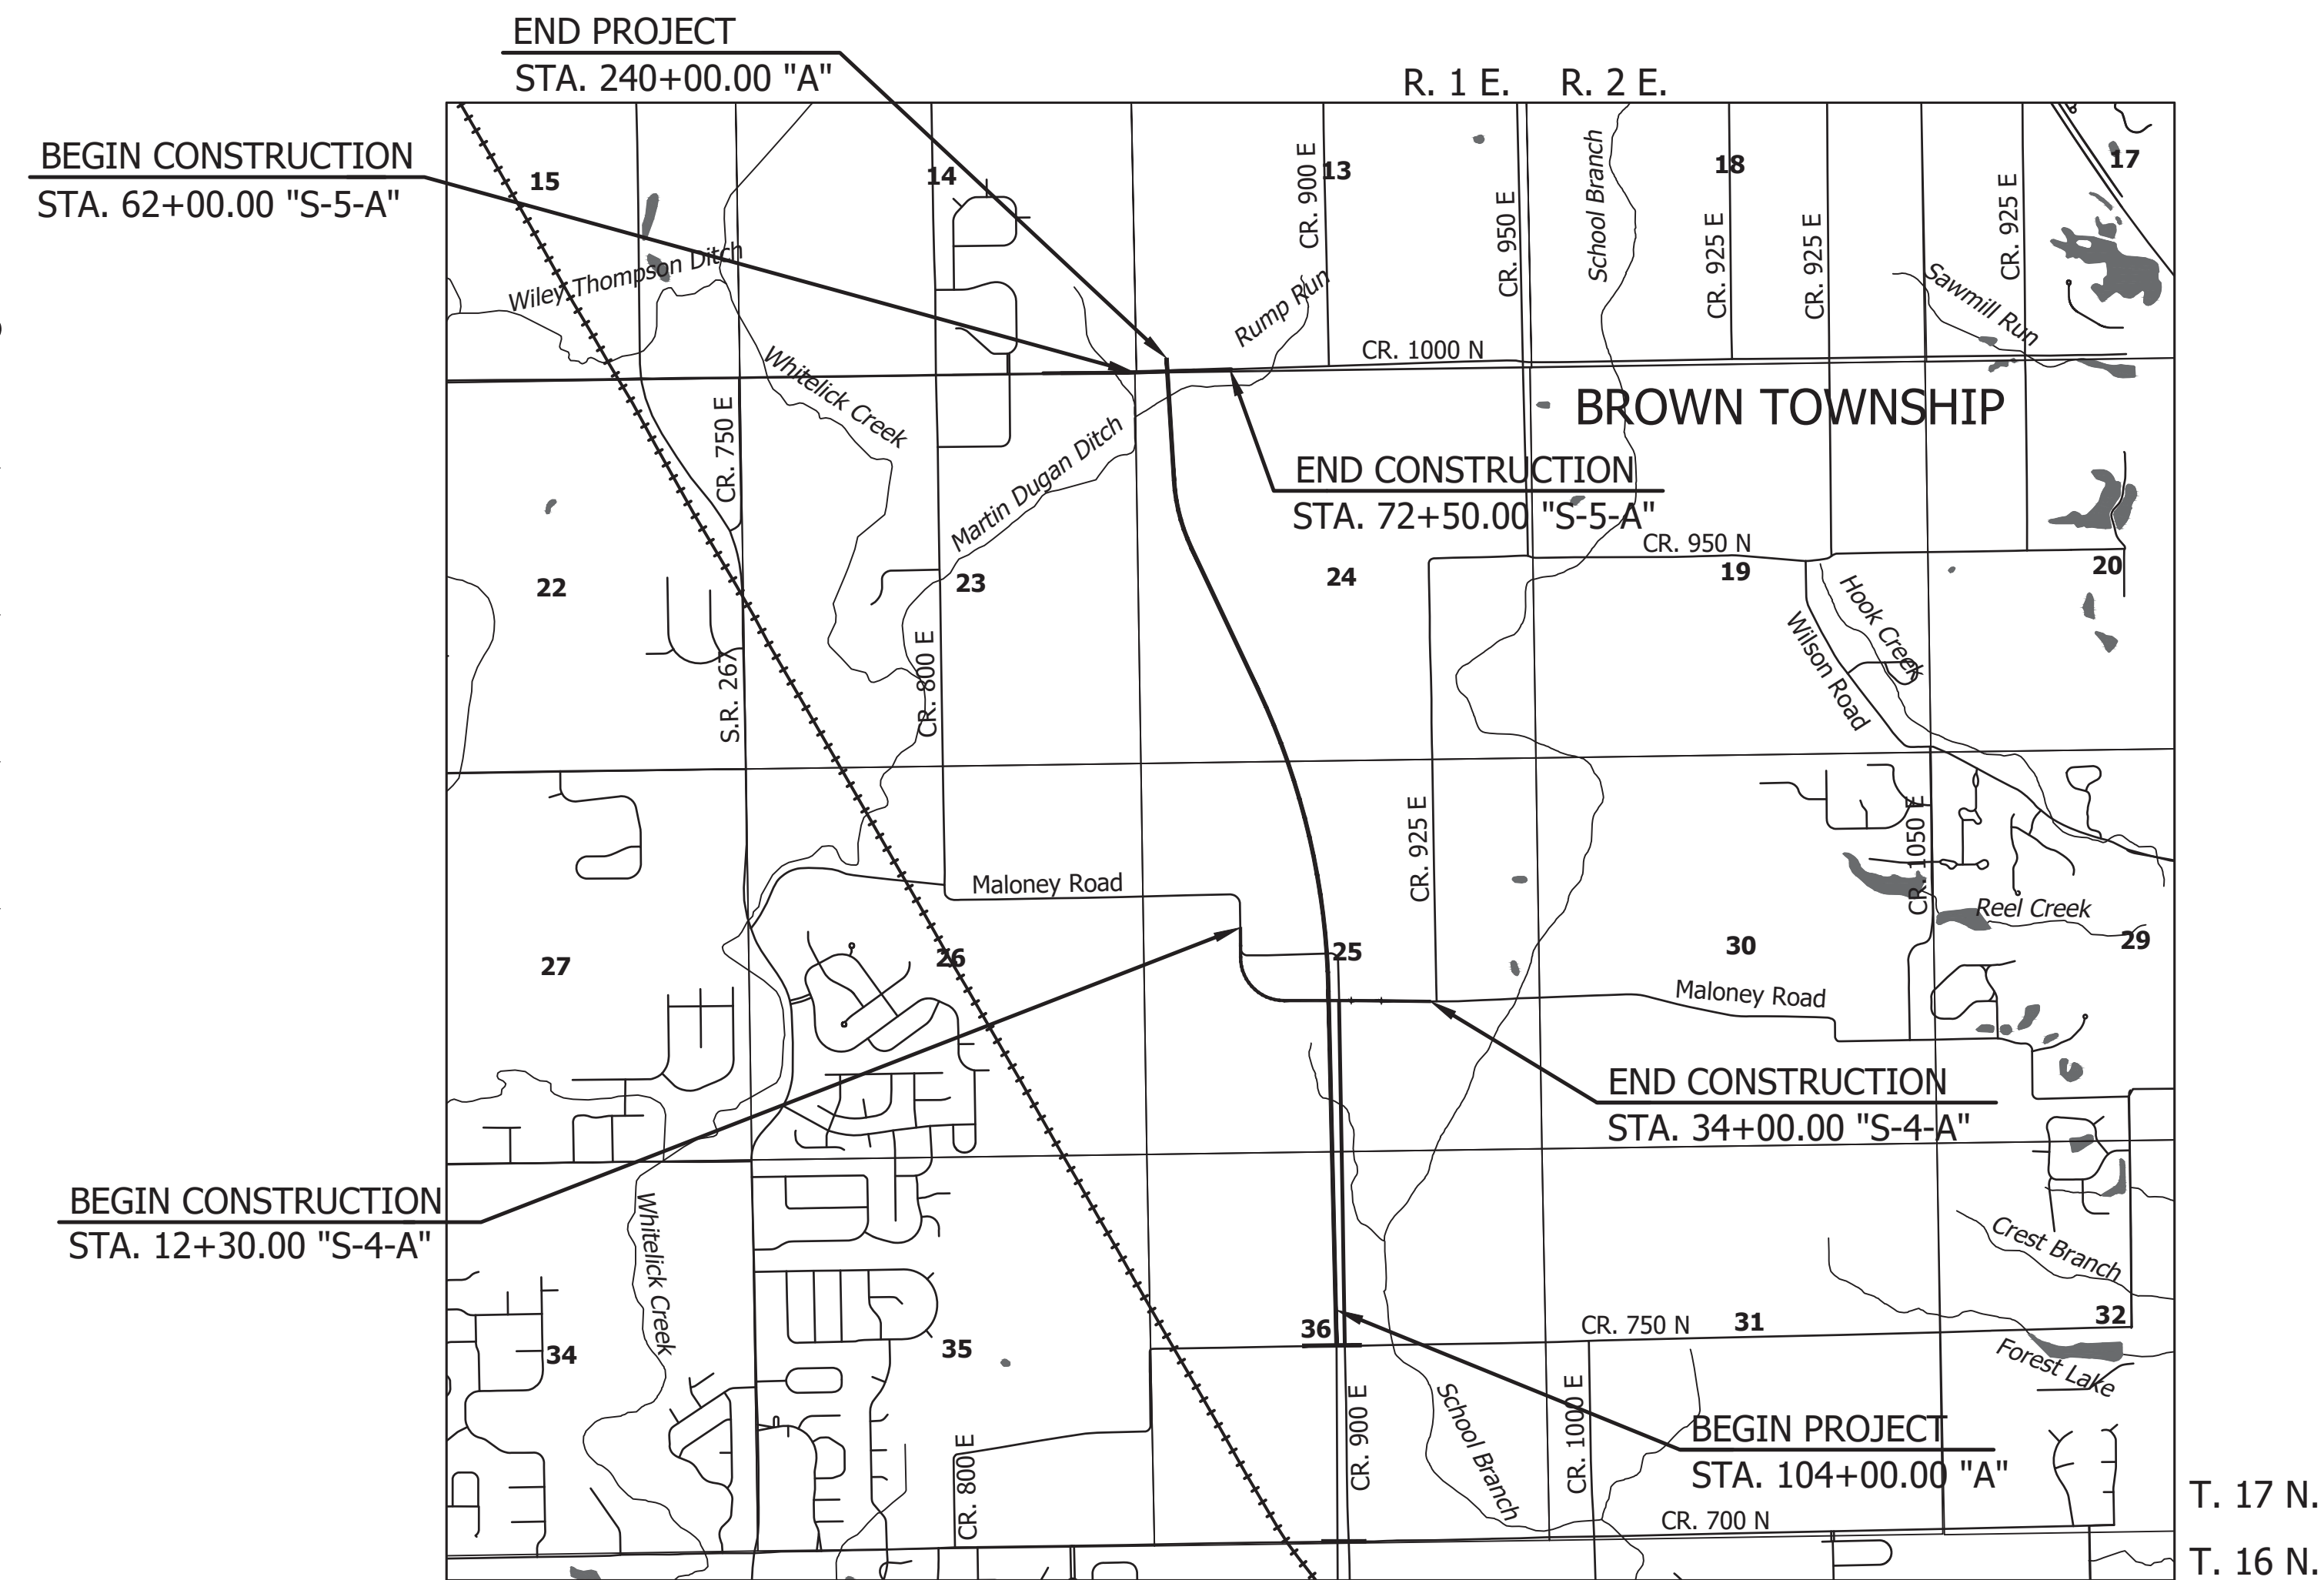 END PROJECT
STA. 240+00.00 "A"
R. 1 E. R. 2 E.
BEGIN CONSTRUCTION
STA. 62+00.00 "S-5-A"
15
14
CR. 900 E
13
18
17
School Branch
CR. 950 E
CR. 925 E
CR. 925 E
CR. 925 E
Wiley Thompson Ditch
Rump Run
Sawmill Run
CR. 1000 N
Whitelick Creek
CR. 750 E
BROWN TOWNSHIP
Martin Dugan Ditch
END CONSTRUCTION
STA. 72+50.00 "S-5-A"
CR. 950 N
22
23
24
19
20
Hook Creek
Wilson Road
S.R. 267
CR. 800 E
CR. 925 E
CR. 1050 E
Maloney Road
Reel Creek
27
26
25
30
29
Maloney Road
END CONSTRUCTION
STA. 34+00.00 "S-4-A"
BEGIN CONSTRUCTION
STA. 12+30.00 "S-4-A"
Whitelick Creek
Crest Branch
36
CR. 750 N
31
32
34
35
Forest Lake
CR. 900 E
School Branch
CR. 1000 E
BEGIN PROJECT
STA. 104+00.00 "A"
CR. 800 E
CR. 700 N
T. 17 N.
T. 16 N.